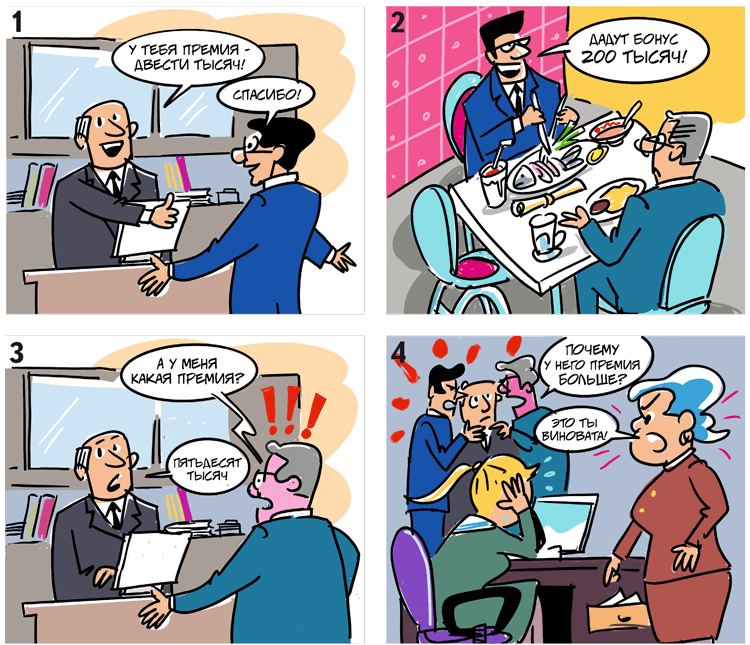 1
У ТЕБЯ ПРЕМИЯ -
ДВЕСТИ ТЫСЯЧ!
СПАСИБО!
2
ДАДУТ БОНУС
200 ТЫСЯЧ!
3
А У МЕНЯ
КАКАЯ ПРЕМИЯ?
ПЯТЬДЕСЯТ
ТЫСЯЧ
!!!
4
ПОЧЕМУ
У НЕГО ПРЕМИЯ
БОЛЬШЕ?
ЭТО ТЫ
ВИНОВАТА!